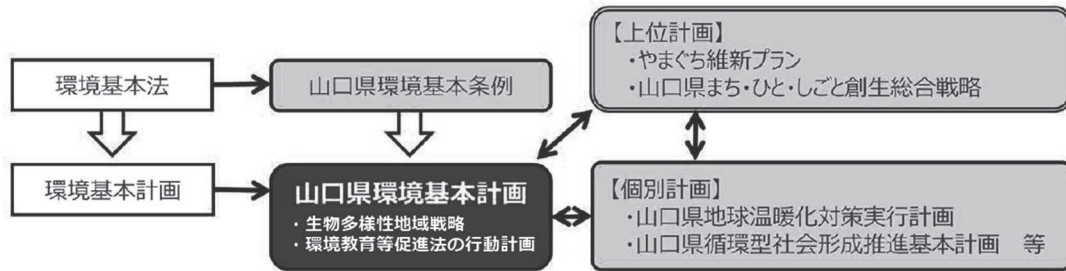 環境基本法
山口県環境基本条例
【上位計画】
・やまぐち維新プラン
・山口県まち・ひと・しごと創生総合戦略
環境基本計画
山口県環境基本計画
・生物多様性地域戦略
・環境教育等促進法の行動計画
【個別計画】
・山口県地球温暖化対策実行計画
・山口県循環型社会形成推進基本計画 等